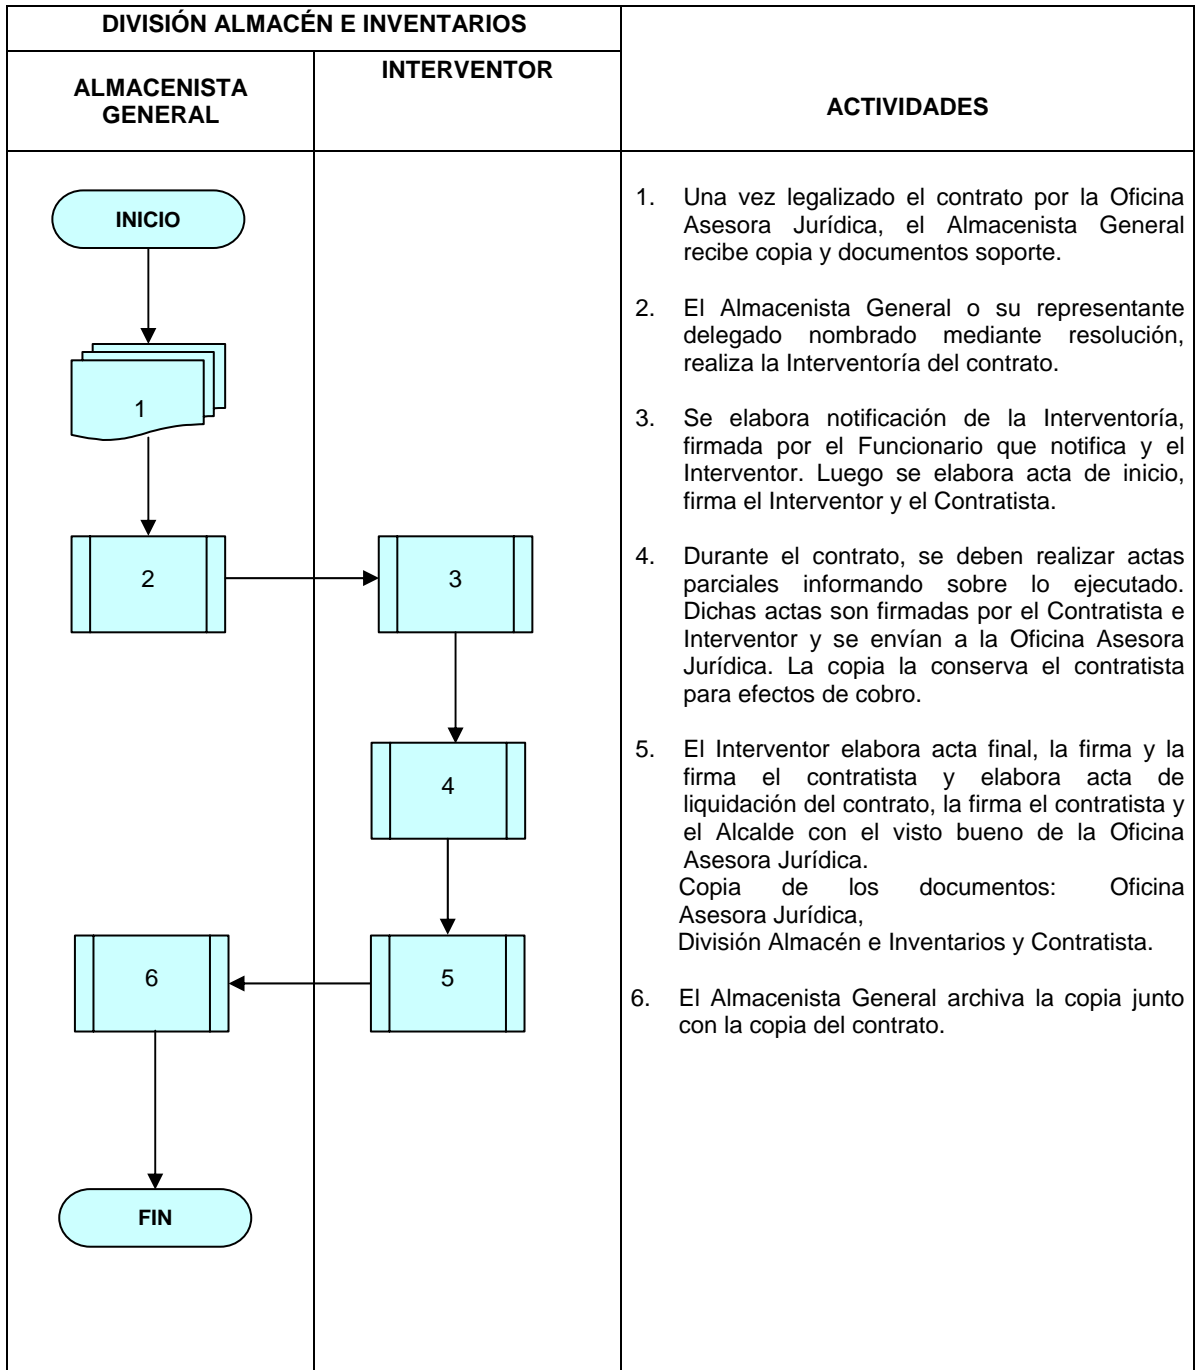 DIVISIÓN ALMACÉN E INVENTARIOS
ALMACENISTA
GENERAL
INTERVENTOR
ACTIVIDADES
INICIO
1
2
3
4
5
6
FIN
1. Una vez legalizado el contrato por la Oficina
Asesora Jurídica, el Almacenista General
recibe copia y documentos soporte.
2. El Almacenista General o su representante
delegado nombrado mediante resolución,
realiza la Interventoría del contrato.
3. Se elabora notificación de la Interventoría,
firmada por el Funcionario que notifica y el
Interventor. Luego se elabora acta de inicio,
firma el Interventor y el Contratista.
4. Durante el contrato, se deben realizar actas
parciales informando sobre lo ejecutado.
Dichas actas son firmadas por el Contratista e
Interventor y se envían a la Oficina Asesora
Jurídica. La copia la conserva el contratista
para efectos de cobro.
5. El Interventor elabora acta final, la firma y la
firma el contratista y elabora acta de
liquidación del contrato, la firma el contratista y
el Alcalde con el visto bueno de la Oficina
Asesora Jurídica.
Copia de los documentos: Oficina
Asesora Jurídica,
División Almacén e Inventarios y Contratista.
6. El Almacenista General archiva la copia junto
con la copia del contrato.